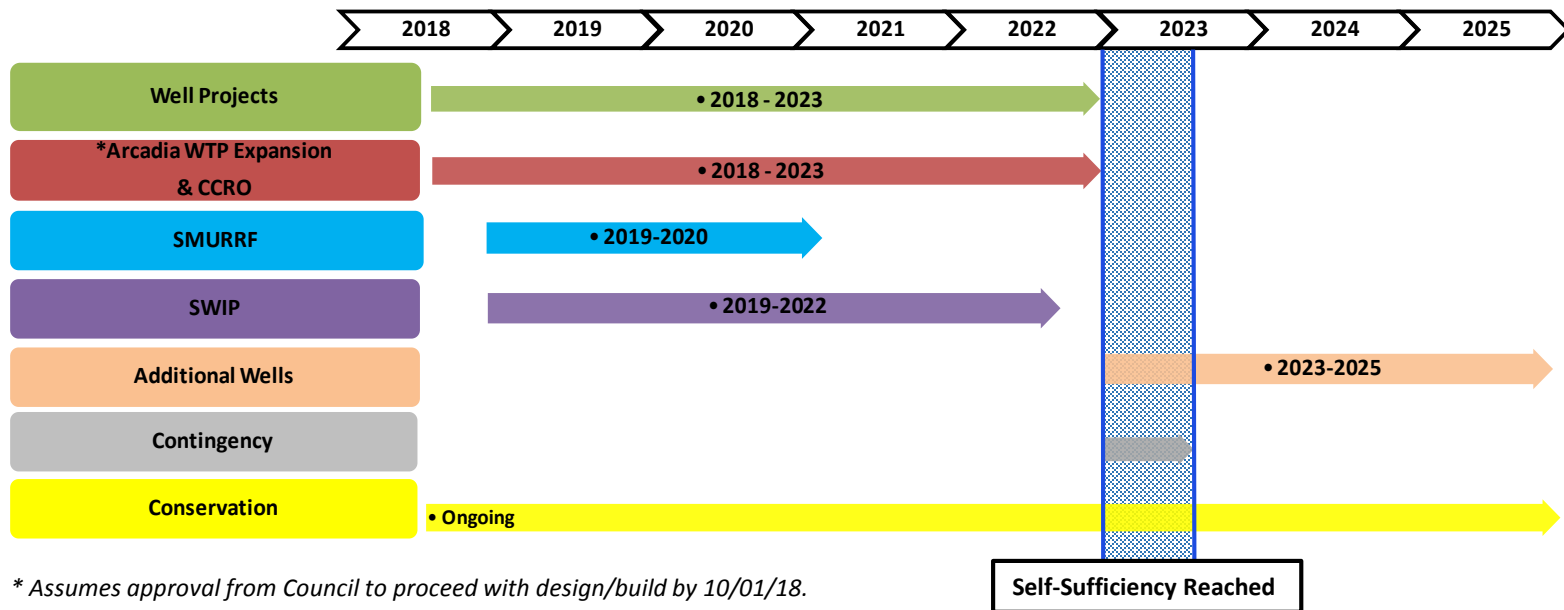 2018 2019 2020 2021 2022 2023 2024 2025
Well Projects
• 2018 - 2023
*Arcadia WTP Expansion
& CCRO
• 2018 - 2023
SMURRF
• 2019-2020
SWIP
• 2019-2022
Additional Wells
• 2023-2025
Contingency
Conservation
• Ongoing
* Assumes approval from Council to proceed with design/build by 10/01/18.
Self-Sufficiency Reached